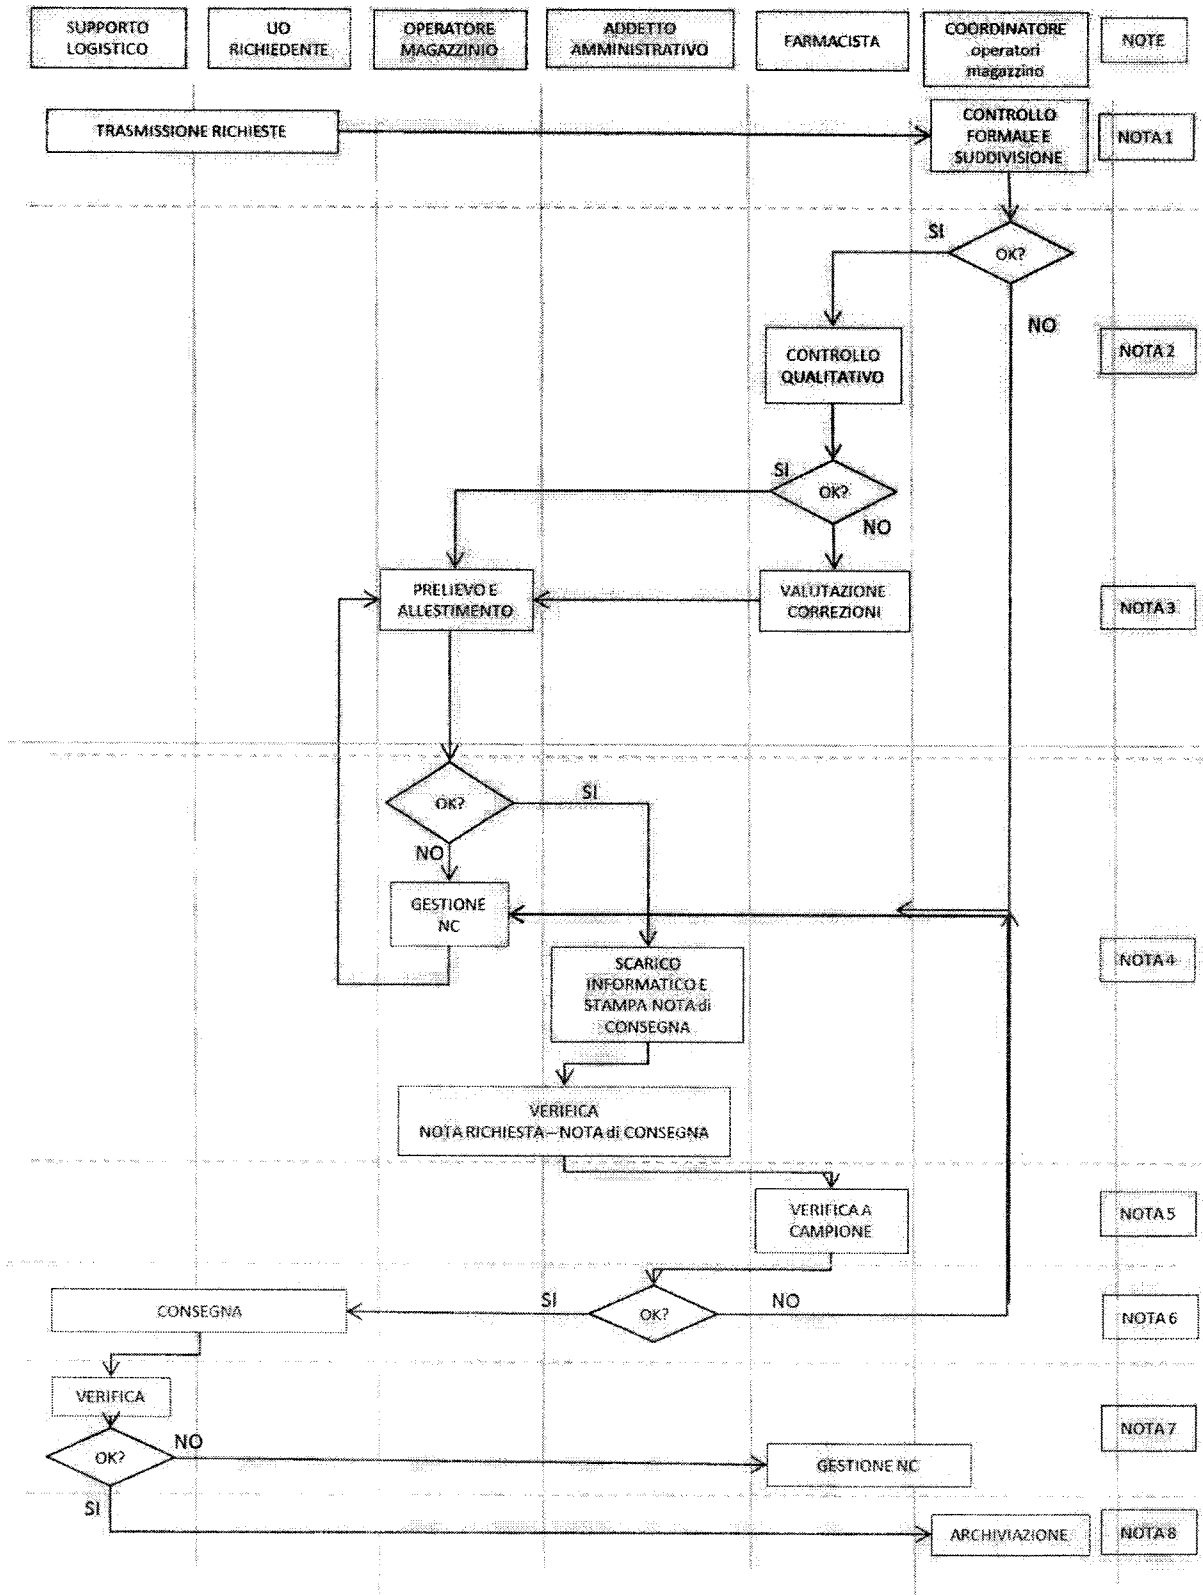 SUPPORTO
LOGISTICO
UO
RICHIEDENTE
OPERATORE
MAGAZZINIO
ADDETTO
AMMINISTRATIVO
FARMACISTA
COORDINATORE
operatori
magazzino
NOTE
TRASMISSIONE RICHIESTE
CONTROLLO
FORMALE E
SUDDIVISIONE
NOTA 1
SI
OK?
NO
CONTROLLO
QUALITATIVO
NOTA 2
SI
OK?
NO
PRELIEVO E
ALLESTIMENTO
VALUTAZIONE
CORREZIONI
NOTA 3
OK?
SI
NO
GESTIONE
NC
SCARICO
INFORMATICO E
STAMPA NOTA di
CONSEGNA
NOTA 4
VERIFICA
NOTA RICHIESTA – NOTA di CONSEGNA
VERIFICA A
CAMPIONE
NOTA 5
CONSEGNA
SI
OK?
NO
NOTA 6
VERIFICA
OK?
NO
GESTIONE NC
NOTA 7
SI
ARCHIVIAZIONE
NOTA 8